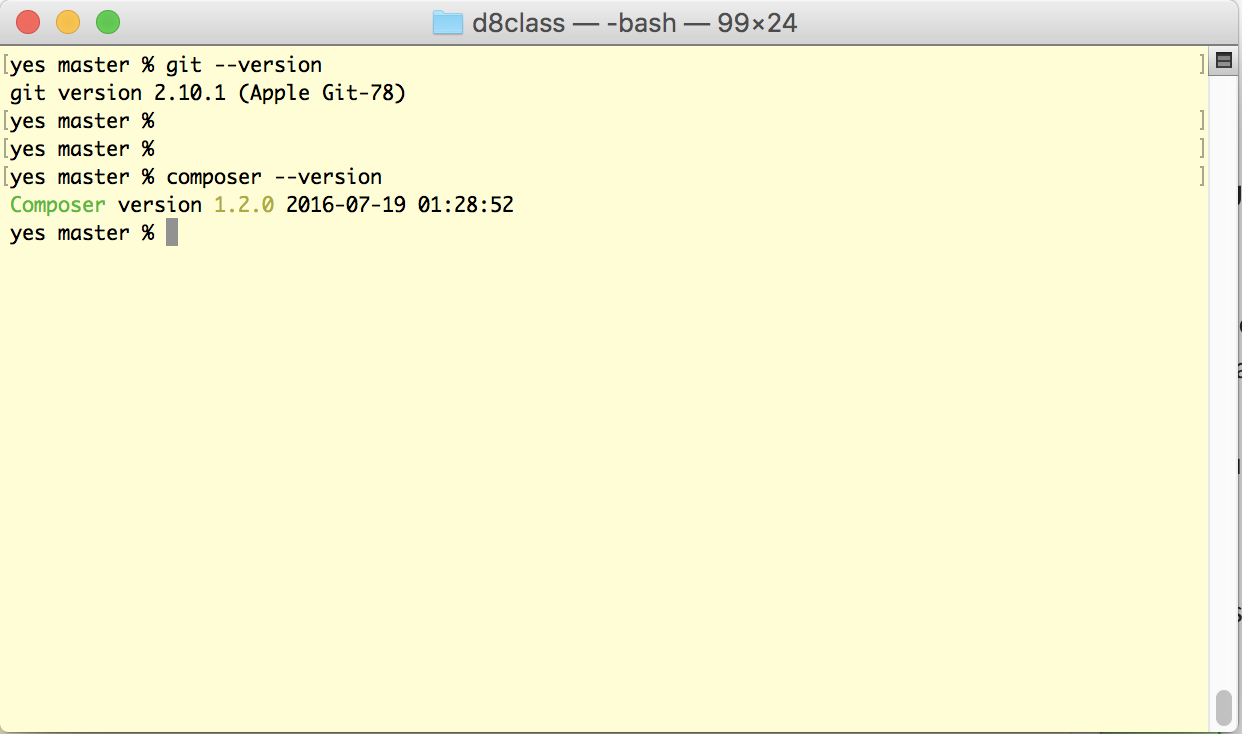 d8class — -bash — 99×24
[yes master % git --version ]
git version 2.10.1 (Apple Git-78)
[yes master % ]
[yes master % ]
[yes master % composer --version ]
Composer version 1.2.0 2016-07-19 01:28:52
yes master %